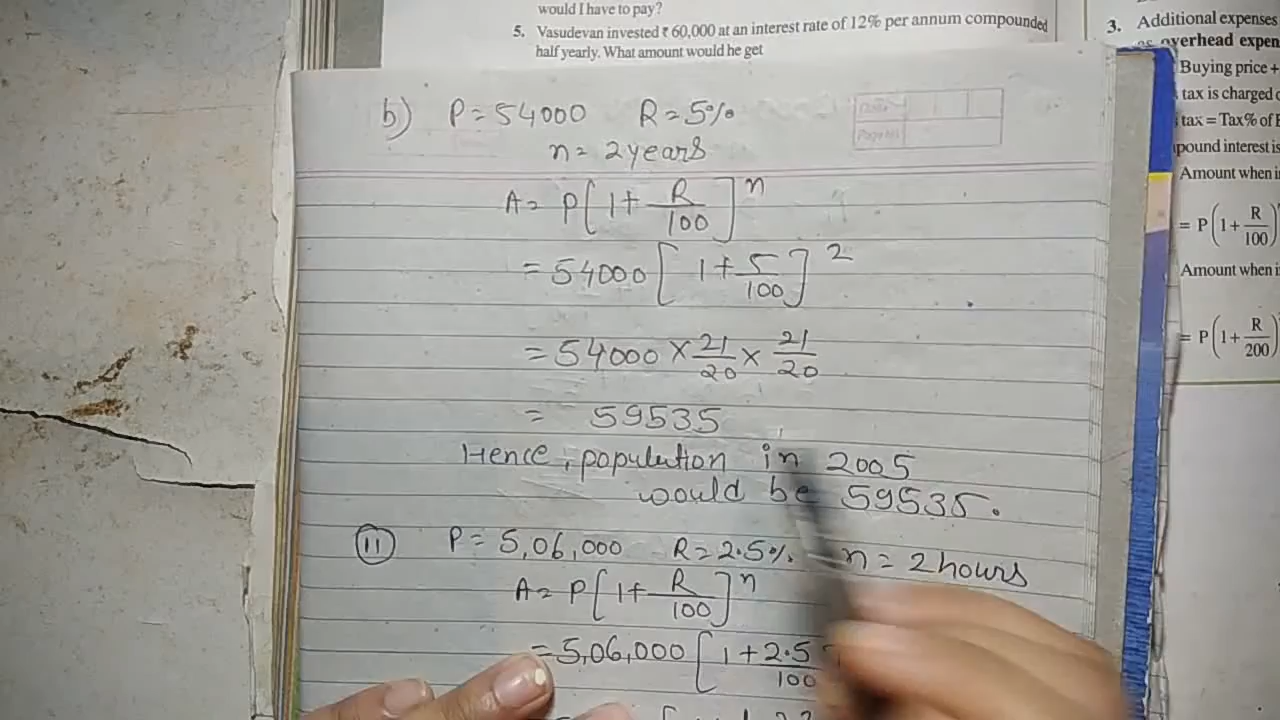 would I have to pay?
5. Vasudevan invested ₹ 60,000 at an interest rate of 12% per annum compounded
half yearly. What amount would he get
3. Additional expenses
overhead expen
Buying price +
tax is charged
tax = Tax% of
pound interest is
Amount when i
= P(1+ R/100)
Amount when i
= P(1+ R/200)
b) P = 54000 R = 5%
n = 2 years
A = P[1+ R/100]^n
= 54000[1+ 5/100]^2
= 54000 × 21/20 × 21/20
= 59535
Hence, population in 2005
would be 59535.
(11) P = 5,06,000 R = 2.5% n = 2 hours
A = P[1+ R/100]^n
= 5,06,000[1+ 2.5/100